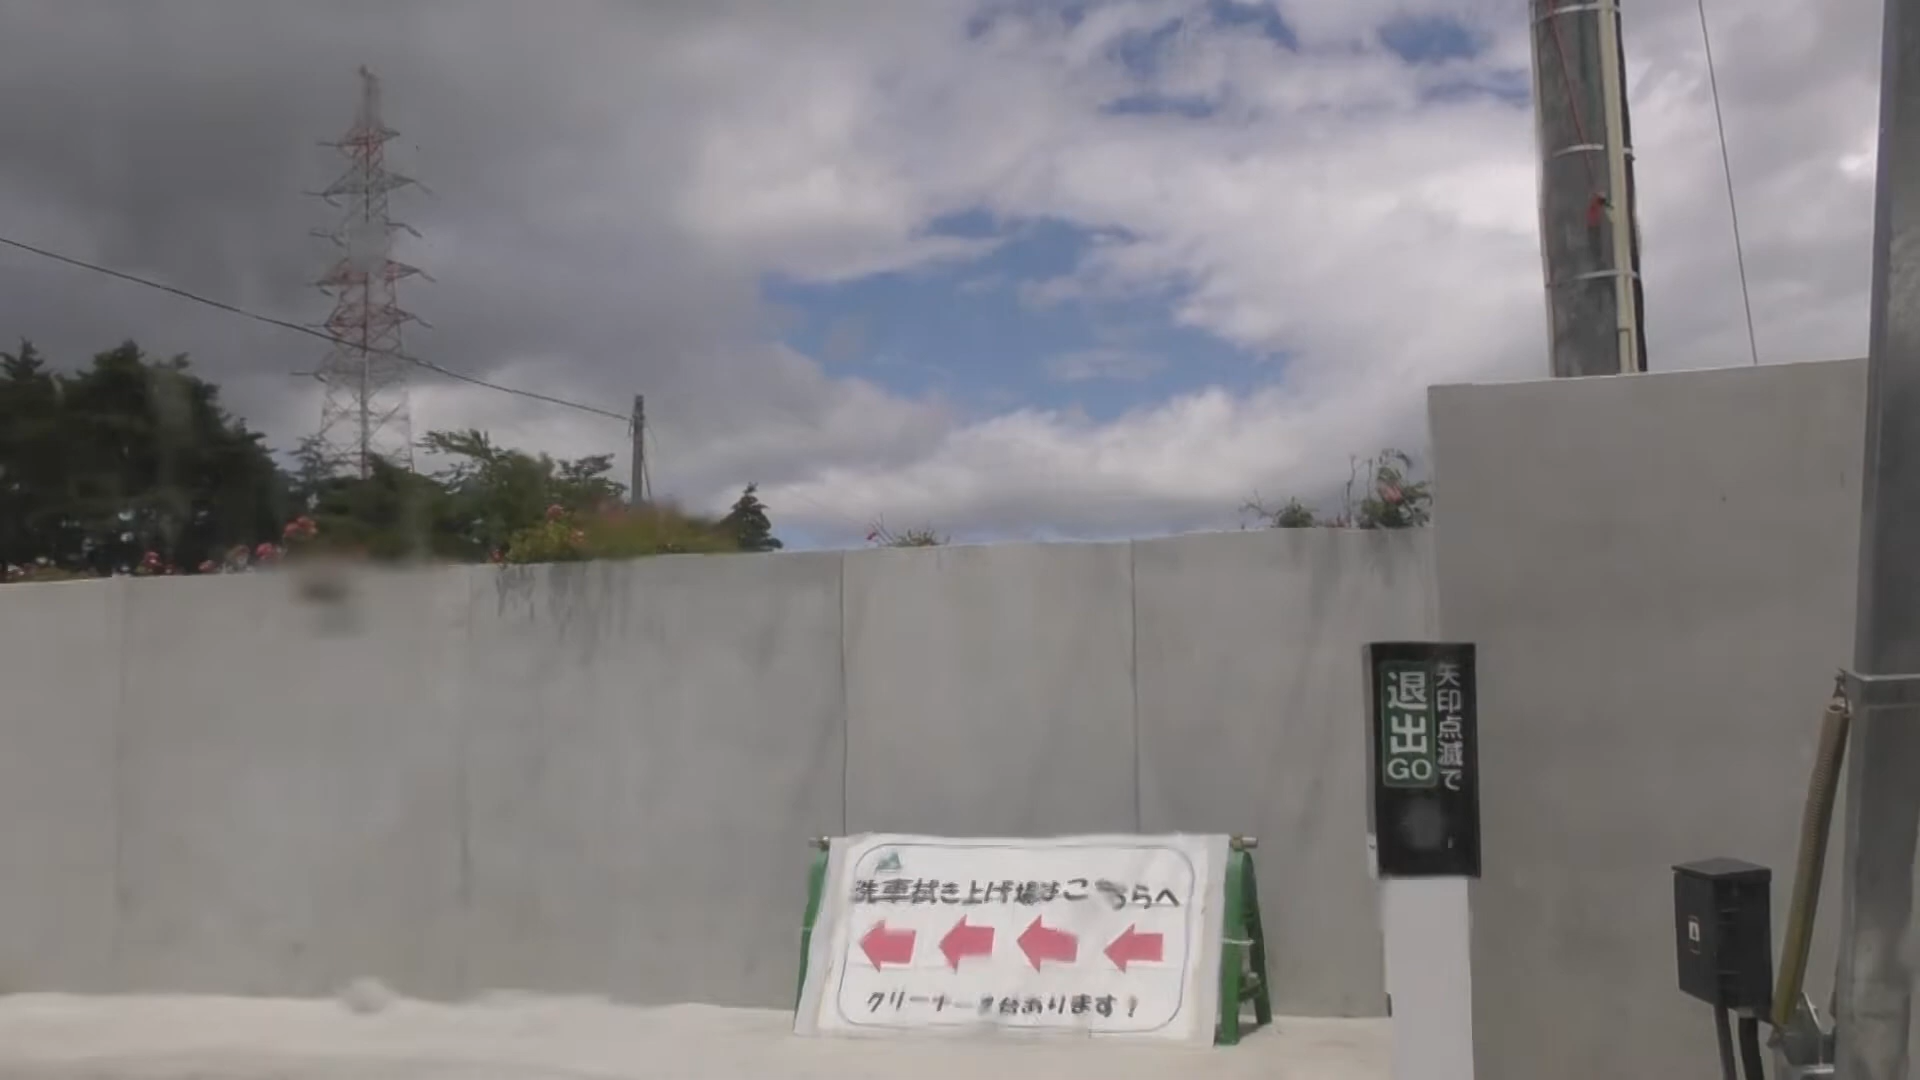 洗車拭き上げ場はこちらへ
クリーナー台あります！
矢印点滅で
退出
GO